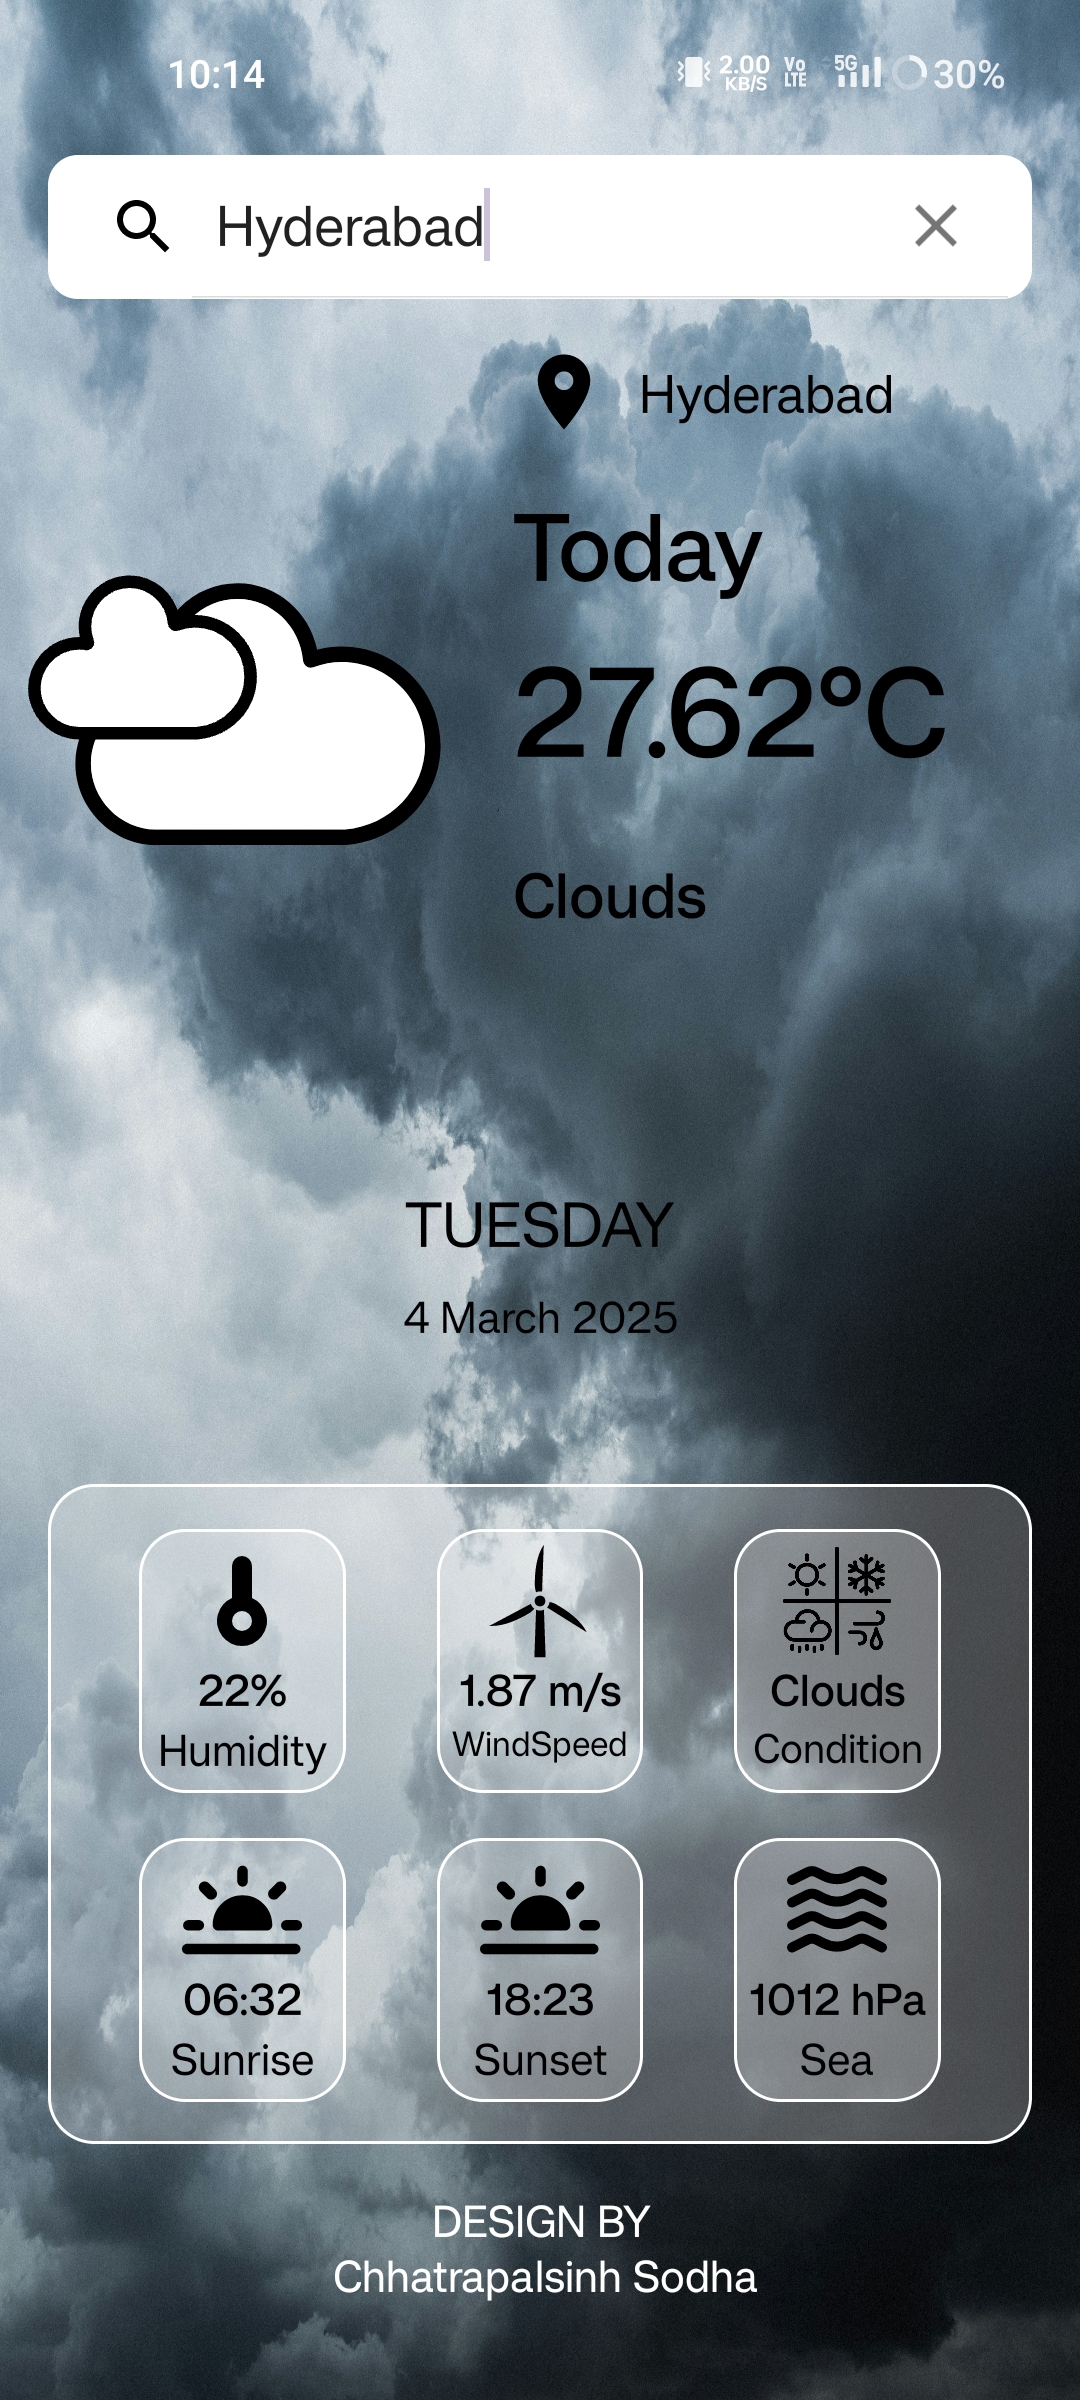 10:14
2.00 KB/S Vo LTE 5G 30%
Hyderabad
Hyderabad
Today
27.62°C
Clouds
TUESDAY
4 March 2025
22% 1.87 m/s Clouds
Humidity WindSpeed Condition
06:32 18:23 1012 hPa
Sunrise Sunset Sea
DESIGN BY
Chhatrapalsinh Sodha